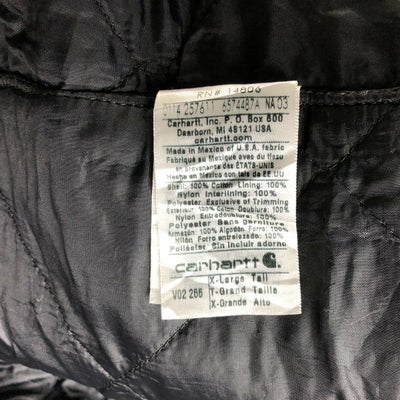 RN# 14806
0114 257611 6574487A NA 03
Carhartt, Inc. P. O. Box 600
Dearborn, MI 48121 USA
carhartt.com
Made in Mexico of U.S.A. fabric
Fabriqué au Mexique avec du tissu
en provenance des ÉTATS-UNIS
Hecho en México con tela de EE UU
Shell: 100% Cotton Lining: 100%
Nylon Interlining: 100%
Polyester Exclusive of Trimming
Extérieur: 100% Coton Doublure: 100%
Nylon Entredoublure: 100%
Polyester Sans Garniture
Armazón: 100% Algodón. Forro: 100%
Nilón. Forro entretelado: 100%
Poliéster. Sin incluir adorno
carhartt
V02 266
X-Large Tall
T-Grand Taille
X-Grande Alto